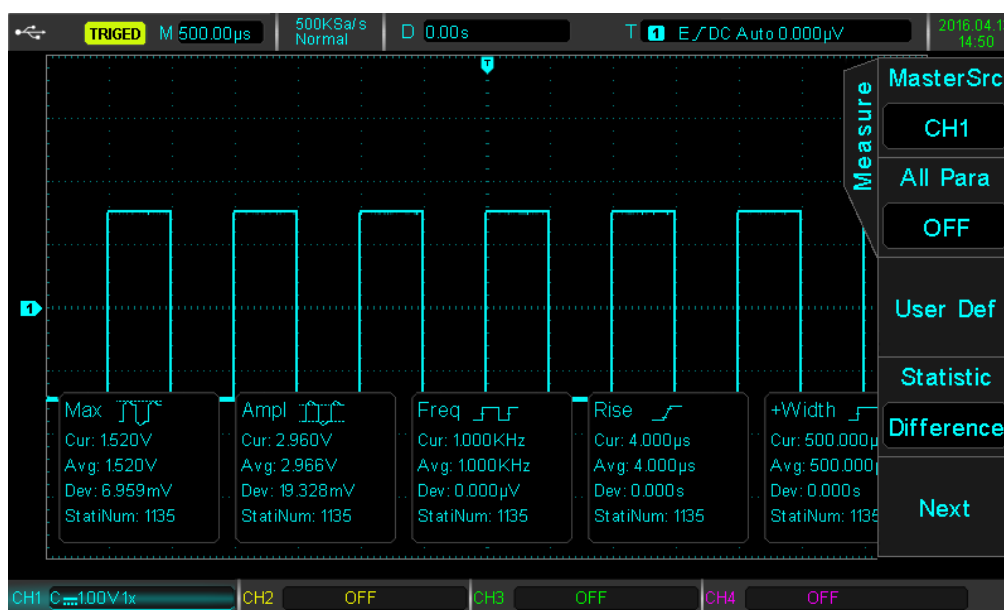 TRIGED M 500.00µs 500KSa/s Normal D 0.00s T 1 E DC Auto 0.000µV 2016.04.1
14:50
T
Measure
MasterSrc
CH1
All Para
OFF
1
User Def
Statistic
Difference
Next
Max
Cur: 1.520V
Avg: 1.520V
Dev: 6.959mV
StatiNum: 1135
Ampl
Cur: 2.960V
Avg: 2.966V
Dev: 19.328mV
StatiNum: 1135
Freq
Cur: 1.000KHz
Avg: 1.000KHz
Dev: 0.000µV
StatiNum: 1135
Rise
Cur: 4.000µs
Avg: 4.000µs
Dev: 0.000s
StatiNum: 1135
+Width
Cur: 500.000µ
Avg: 500.000µ
Dev: 0.000s
StatiNum: 1135
CH1 C 1.00V 1x CH2 OFF CH3 OFF CH4 OFF